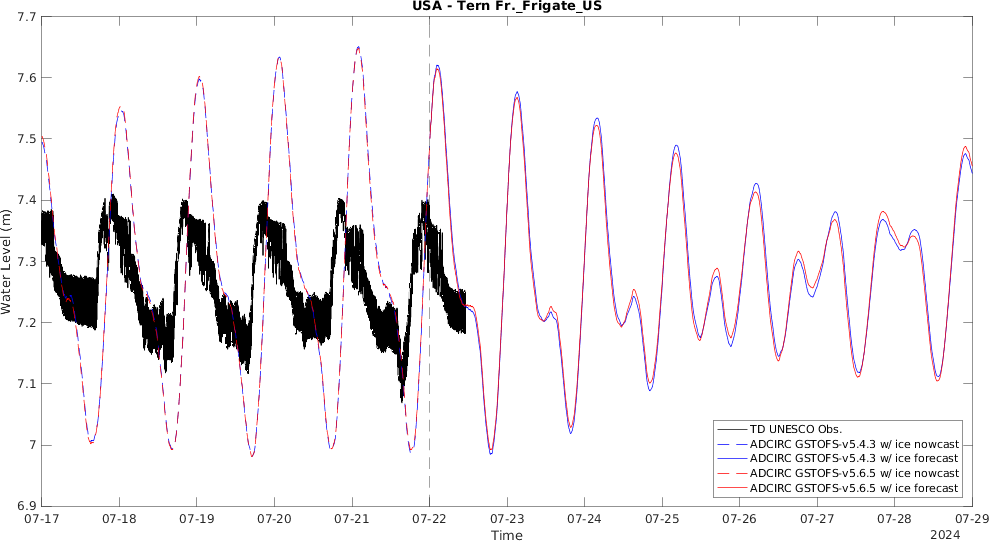 USA - Tern Fr._Frigate_US
7.7
7.6
7.5
7.4
7.3
7.2
7.1
7
6.9
Water Level (m)
TD UNESCO Obs.
ADCIRC GSTOFS-v5.4.3 w/ ice nowcast
ADCIRC GSTOFS-v5.4.3 w/ ice forecast
ADCIRC GSTOFS-v5.6.5 w/ ice nowcast
ADCIRC GSTOFS-v5.6.5 w/ ice forecast
07-17 07-18 07-19 07-20 07-21 07-22 07-23 07-24 07-25 07-26 07-27 07-28 07-29
Time
2024